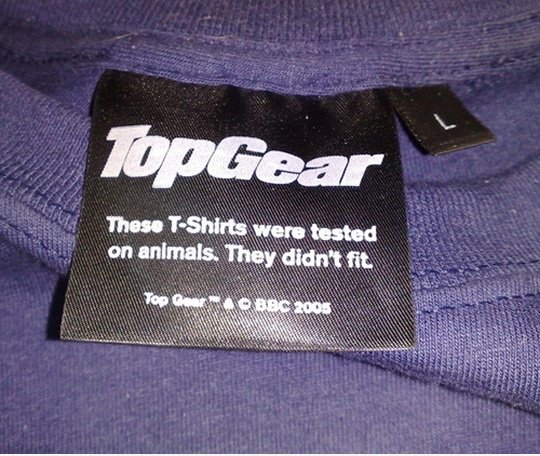 TopGear
L
These T-Shirts were tested
on animals. They didn't fit.
Top Gear ™ & © BBC 2005